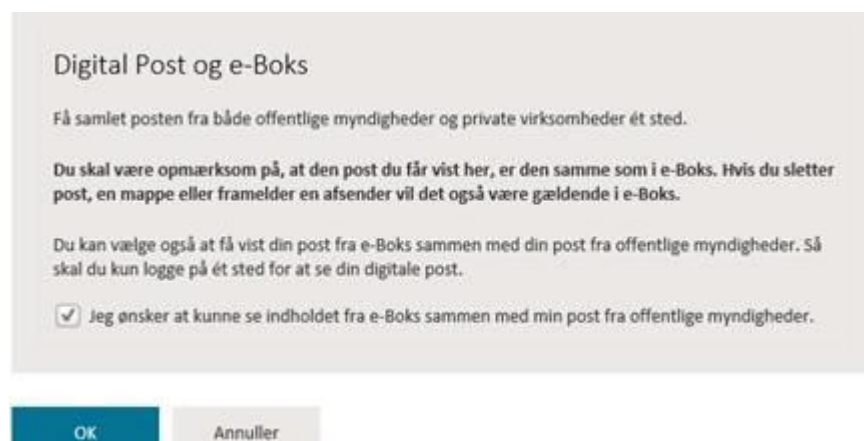 Digital Post og e-Boks
Få samlet posten fra både offentlige myndigheder og private virksomheder ét sted.
Du skal være opmærksom på, at den post du får vist her, er den samme som i e-Boks. Hvis du sletter
post, en mappe eller framelder en afsender vil det også være gældende i e-Boks.
Du kan vælge også at få vist din post fra e-Boks sammen med din post fra offentlige myndigheder. Så
skal du kun logge på ét sted for at se din digitale post.
Jeg ønsker at kunne se indholdet fra e-Boks sammen med min post fra offentlige myndigheder.
OK Annuller